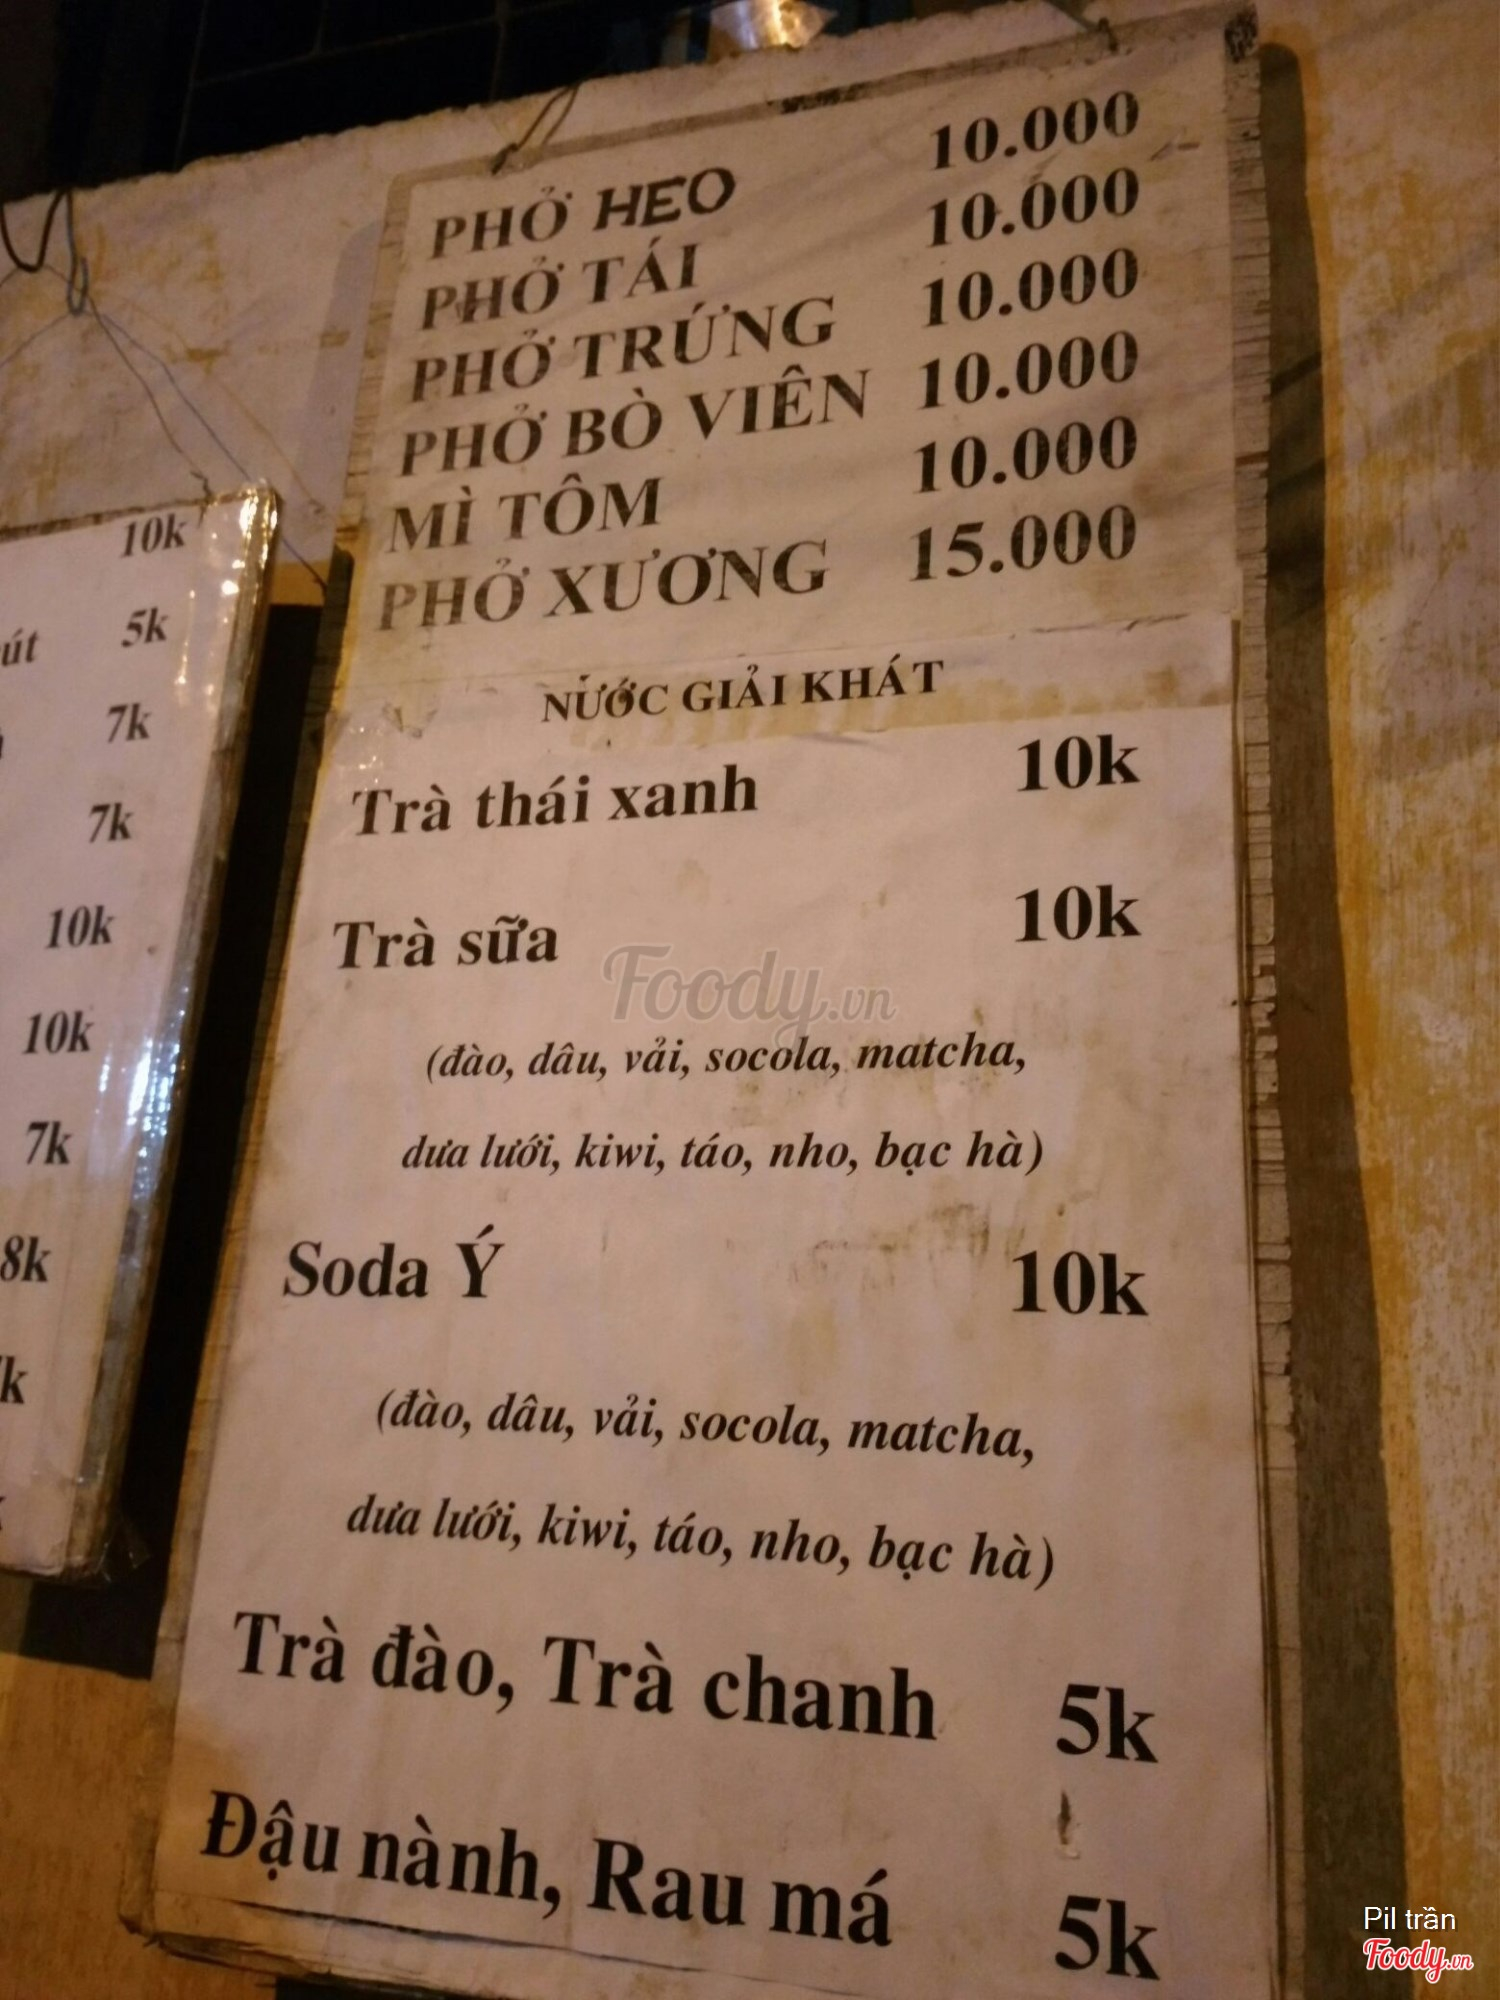 PHỞ HEO 10.000
PHỞ TÁI 10.000
PHỞ TRỨNG 10.000
PHỞ BÒ VIÊN 10.000
MÌ TÔM 10.000
PHỞ XƯƠNG 15.000
NƯỚC GIẢI KHÁT
Trà thái xanh 10k
Trà sữa 10k
(đào, dâu, vải, socola, matcha,
dưa lưới, kiwi, táo, nho, bạc hà)
Soda Ý 10k
(đào, dâu, vải, socola, matcha,
dưa lưới, kiwi, táo, nho, bạc hà)
Trà đào, Trà chanh 5k
Đậu nành, Rau má 5k
10k
5k
7k
7k
10k
10k
7k
8k
Foody.vn
Pil trần
Foody.vn